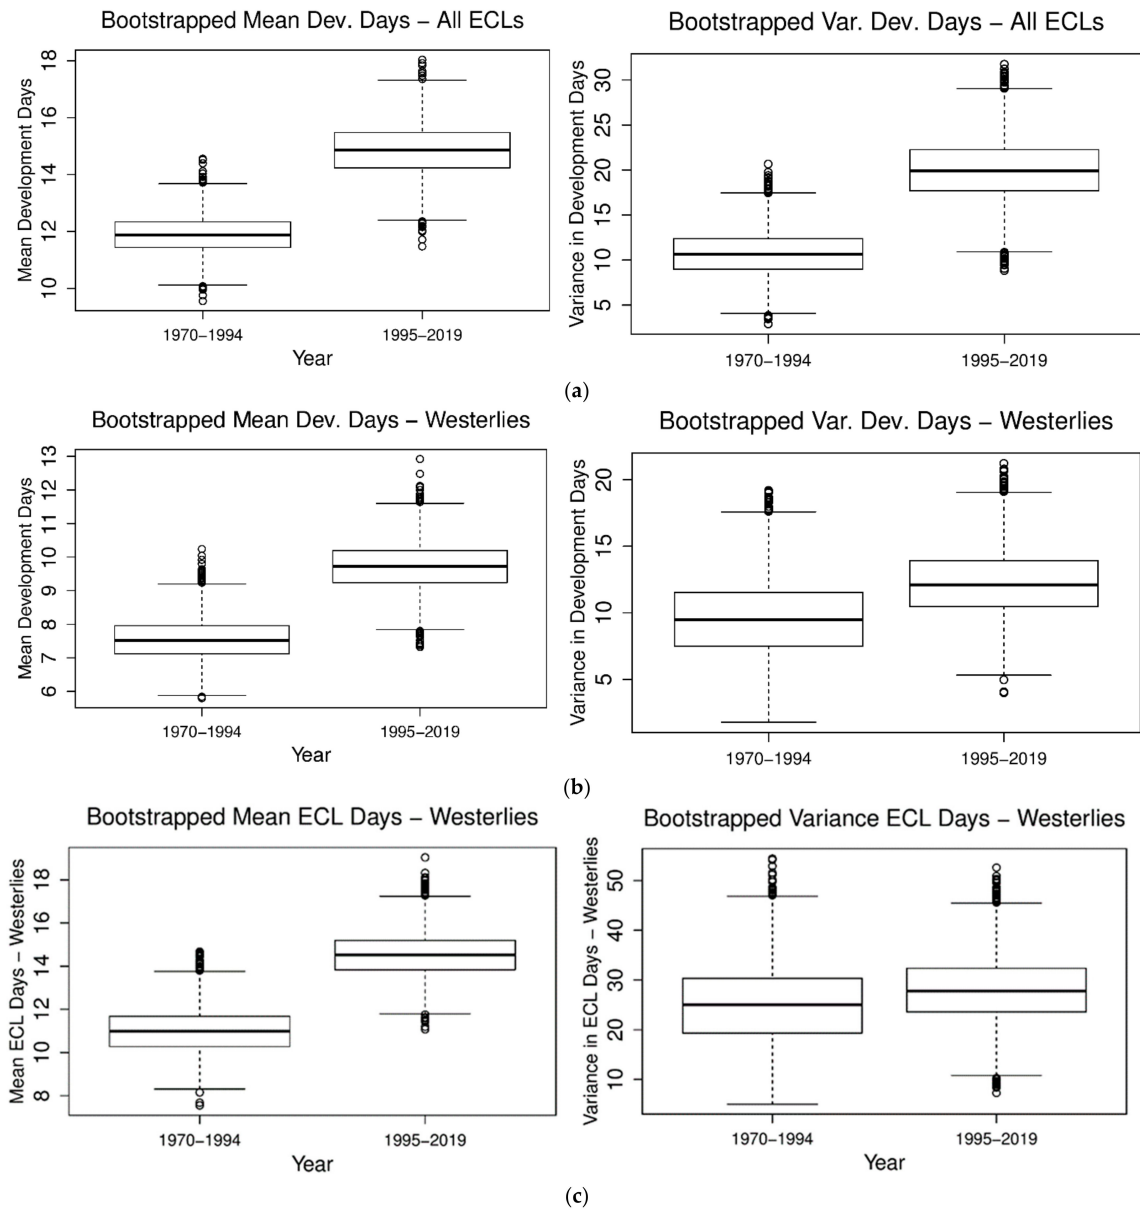 Bootstrapped Mean Dev. Days – All ECLs
Mean Development Days
18
16
14
12
10
1970–1994
1995–2019
Year
Bootstrapped Var. Dev. Days – All ECLs
Variance in Development Days
30
25
20
15
10
5
1970–1994
1995–2019
(a)
Bootstrapped Mean Dev. Days – Westerlies
Mean Development Days
13
12
11
10
9
8
7
6
1970–1994
1995–2019
Year
Bootstrapped Var. Dev. Days – Westerlies
Variance in Development Days
20
15
10
5
1970–1994
1995–2019
(b)
Bootstrapped Mean ECL Days – Westerlies
Mean ECL Days – Westerlies
18
16
14
12
10
8
1970–1994
1995–2019
Year
Bootstrapped Variance ECL Days – Westerlies
Variance in ECL Days – Westerlies
50
40
30
20
10
1970–1994
1995–2019
Year
(c)